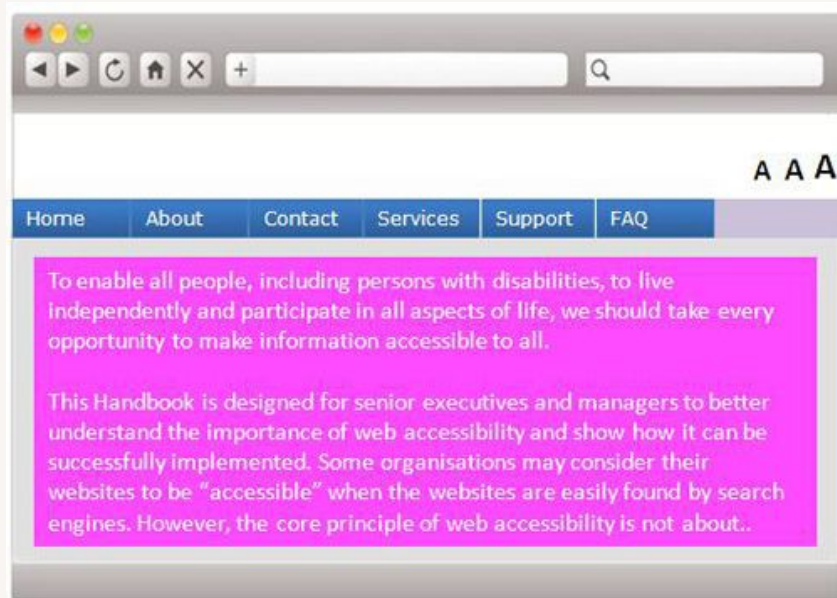 A A A
Home About Contact Services Support FAQ
To enable all people, including persons with disabilities, to live
independently and participate in all aspects of life, we should take every
opportunity to make information accessible to all.
This Handbook is designed for senior executives and managers to better
understand the importance of web accessibility and show how it can be
successfully implemented. Some organisations may consider their
websites to be “accessible” when the websites are easily found by search
engines. However, the core principle of web accessibility is not about..